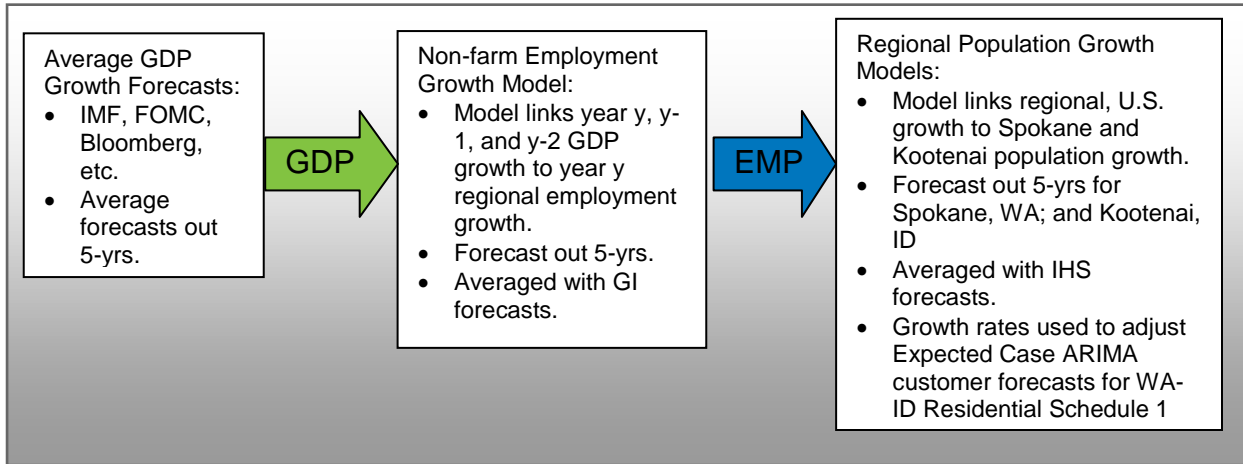 Average GDP
Growth Forecasts:
• IMF, FOMC,
Bloomberg,
etc.
• Average
forecasts out
5-yrs.
GDP
Non-farm Employment
Growth Model:
• Model links year y, y-
1, and y-2 GDP
growth to year y
regional employment
growth.
• Forecast out 5-yrs.
• Averaged with GI
forecasts.
EMP
Regional Population Growth
Models:
• Model links regional, U.S.
growth to Spokane and
Kootenai population growth.
• Forecast out 5-yrs for
Spokane, WA; and Kootenai,
ID
• Averaged with IHS
forecasts.
• Growth rates used to adjust
Expected Case ARIMA
customer forecasts for WA-
ID Residential Schedule 1